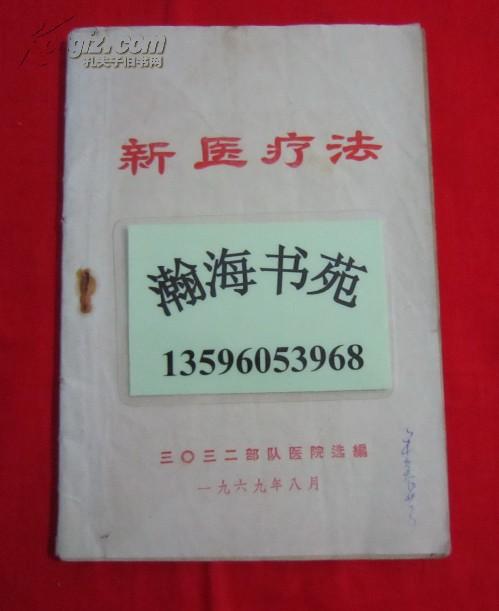 Kongfz.com
孔夫子旧书网
新医疗法
瀚海书苑
13596053968
三〇三二部队医院选编
一九六九年八月